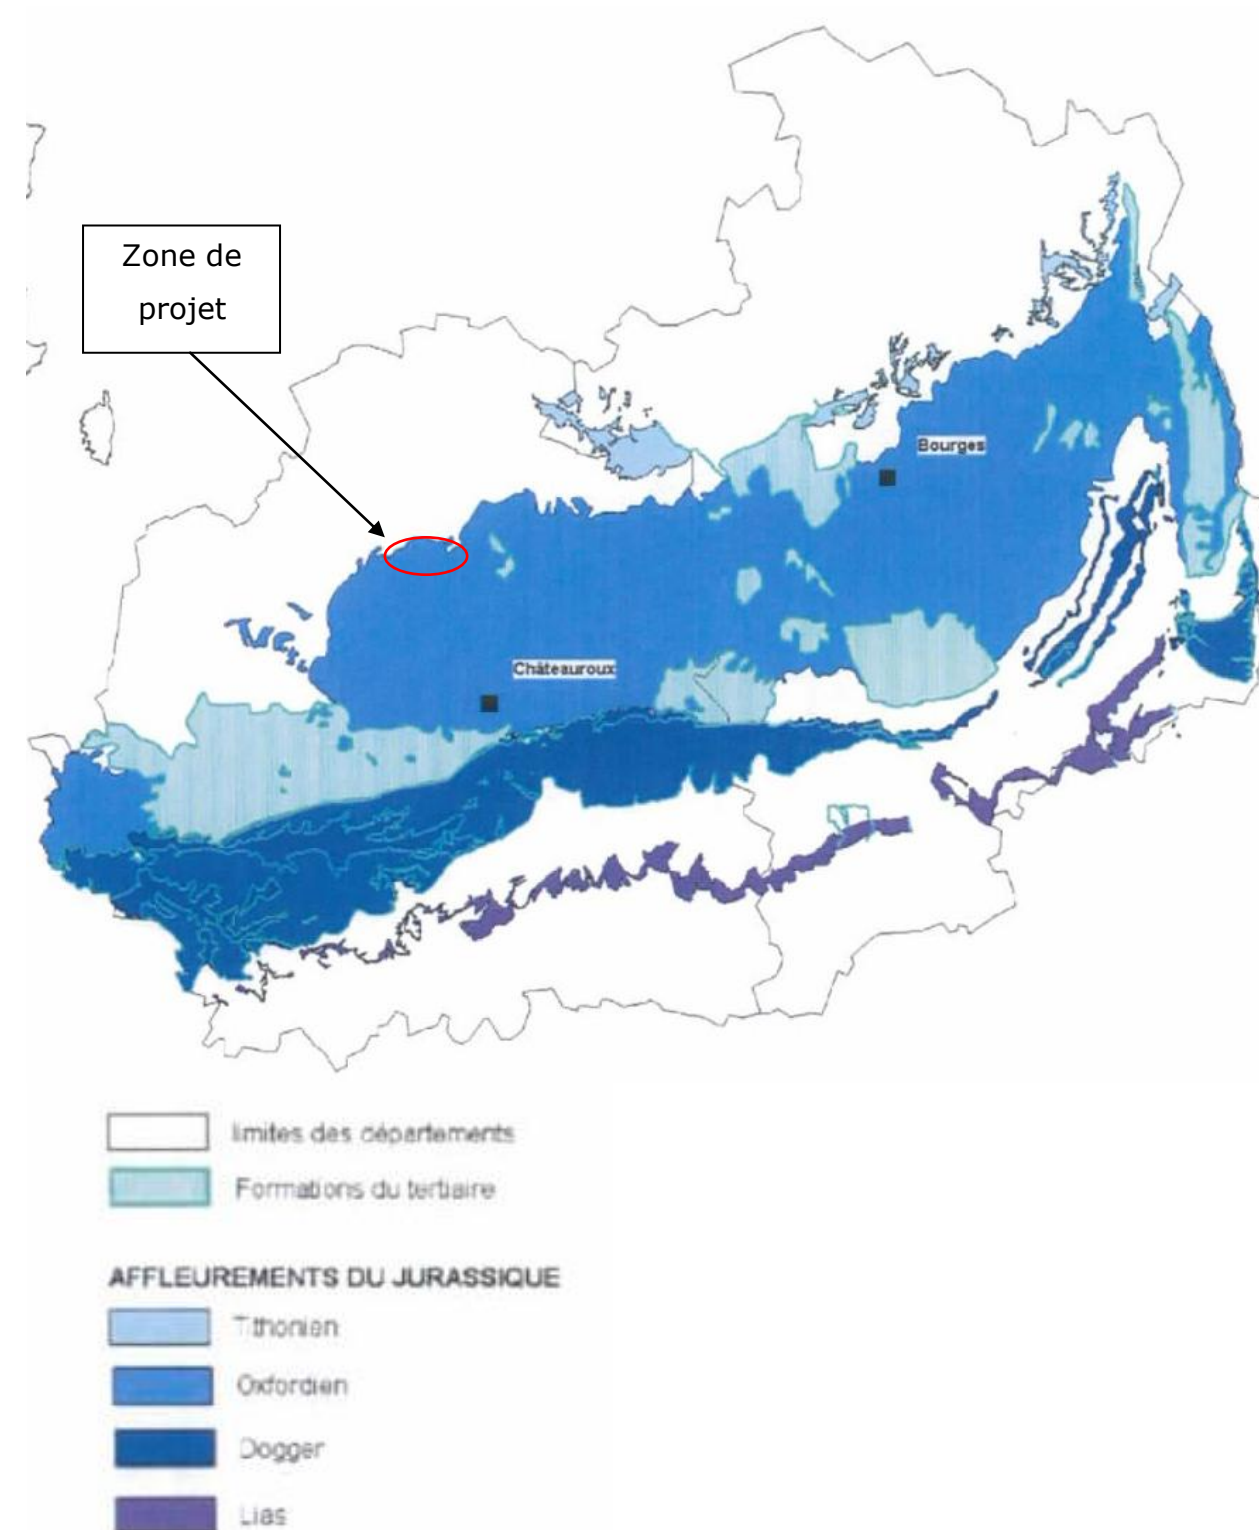 Zone de
projet
Bourges
Châteauroux
limites des départements
Formations du tertiaire
AFFLEUREMENTS DU JURASSIQUE
Tithonien
Oxfordien
Dogger
Lias